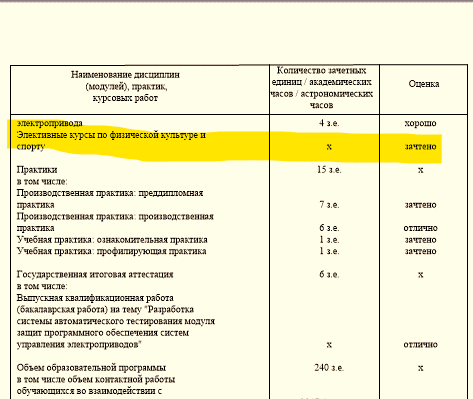 Наименование дисциплин
(модулей), практик,
курсовых работ
Количество зачетных
единиц / академических
часов / астрономических
часов
Оценка
электропривода 4 з.е. хорошо
Элективные курсы по физической культуре и
спорту x зачтено
Практики 15 з.е. x
в том числе:
Производственная практика: преддипломная
практика 7 з.е. зачтено
Производственная практика: производственная
практика 6 з.е. отлично
Учебная практика: ознакомительная практика 1 з.е. зачтено
Учебная практика: профилирующая практика 1 з.е. зачтено
Государственная итоговая аттестация 6 з.е. x
в том числе:
Выпускная квалификационная работа
(бакалаврская работа) на тему "Разработка
системы автоматического тестирования модуля
защит программного обеспечения систем
управления электроприводов" x отлично
Объем образовательной программы 240 з.е. x
в том числе объем контактной работы
обучающихся во взаимодействии с